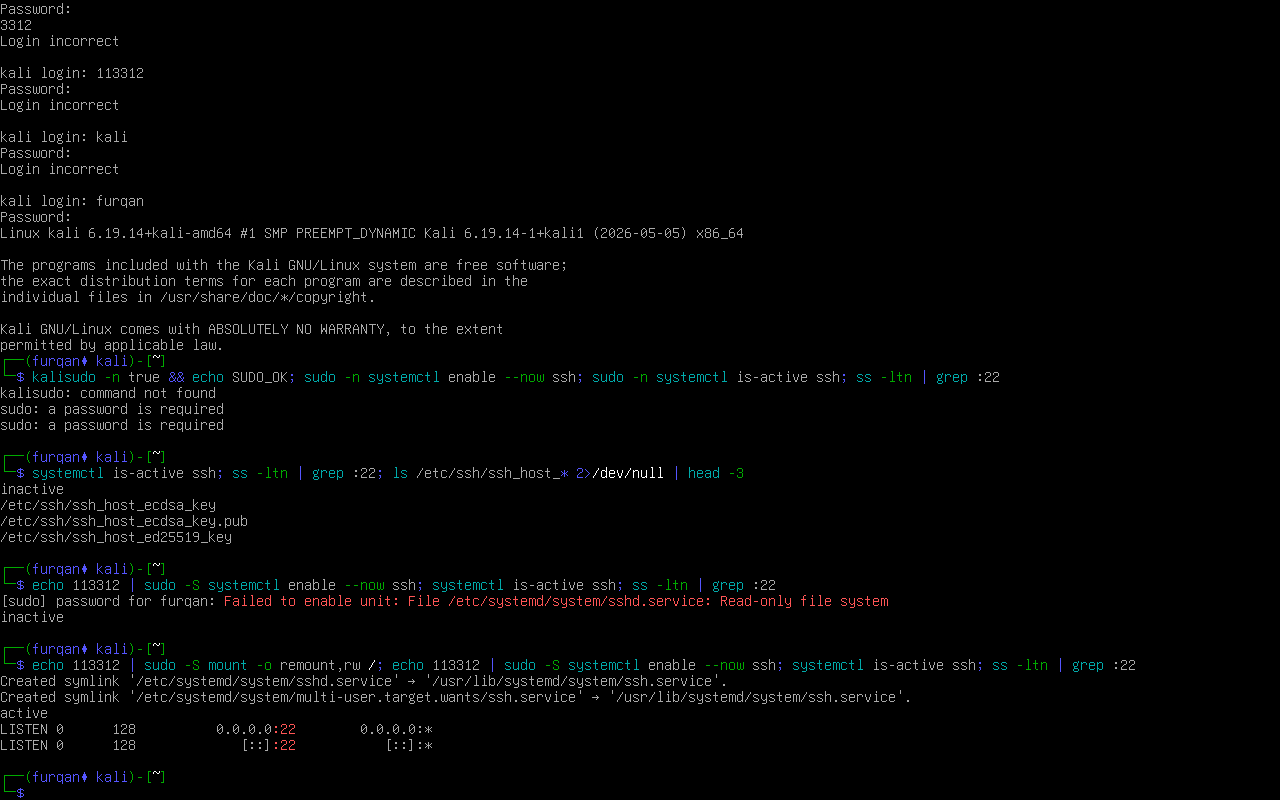 Password:
3312
Login incorrect

kali login: 113312
Password:
Login incorrect

kali login: kali
Password:
Login incorrect

kali login: furqan
Password:
Linux kali 6.19.14+kali-amd64 #1 SMP PREEMPT_DYNAMIC Kali 6.19.14-1+kali1 (2026-05-05) x86_64

The programs included with the Kali GNU/Linux system are free software;
the exact distribution terms for each program are described in the
individual files in /usr/share/doc/*/copyright.

Kali GNU/Linux comes with ABSOLUTELY NO WARRANTY, to the extent
permitted by applicable law.
┌──(furqan♦ kali)-[~]
└─$ kalisudo -n true && echo SUDO_OK; sudo -n systemctl enable --now ssh; sudo -n systemctl is-active ssh; ss -ltn | grep :22
kalisudo: command not found
sudo: a password is required
sudo: a password is required

┌──(furqan♦ kali)-[~]
└─$ systemctl is-active ssh; ss -ltn | grep :22; ls /etc/ssh/ssh_host_* 2>/dev/null | head -3
inactive
/etc/ssh/ssh_host_ecdsa_key
/etc/ssh/ssh_host_ecdsa_key.pub
/etc/ssh/ssh_host_ed25519_key

┌──(furqan♦ kali)-[~]
└─$ echo 113312 | sudo -S systemctl enable --now ssh; systemctl is-active ssh; ss -ltn | grep :22
[sudo] password for furqan: Failed to enable unit: File /etc/systemd/system/sshd.service: Read-only file system
inactive

┌──(furqan♦ kali)-[~]
└─$ echo 113312 | sudo -S mount -o remount,rw /; echo 113312 | sudo -S systemctl enable --now ssh; systemctl is-active ssh; ss -ltn | grep :22
Created symlink '/etc/systemd/system/sshd.service' → '/usr/lib/systemd/system/ssh.service'.
Created symlink '/etc/systemd/system/multi-user.target.wants/ssh.service' → '/usr/lib/systemd/system/ssh.service'.
active
LISTEN 0      128          0.0.0.0:22        0.0.0.0:*
LISTEN 0      128             [::]:22           [::]:*

┌──(furqan♦ kali)-[~]
└─$